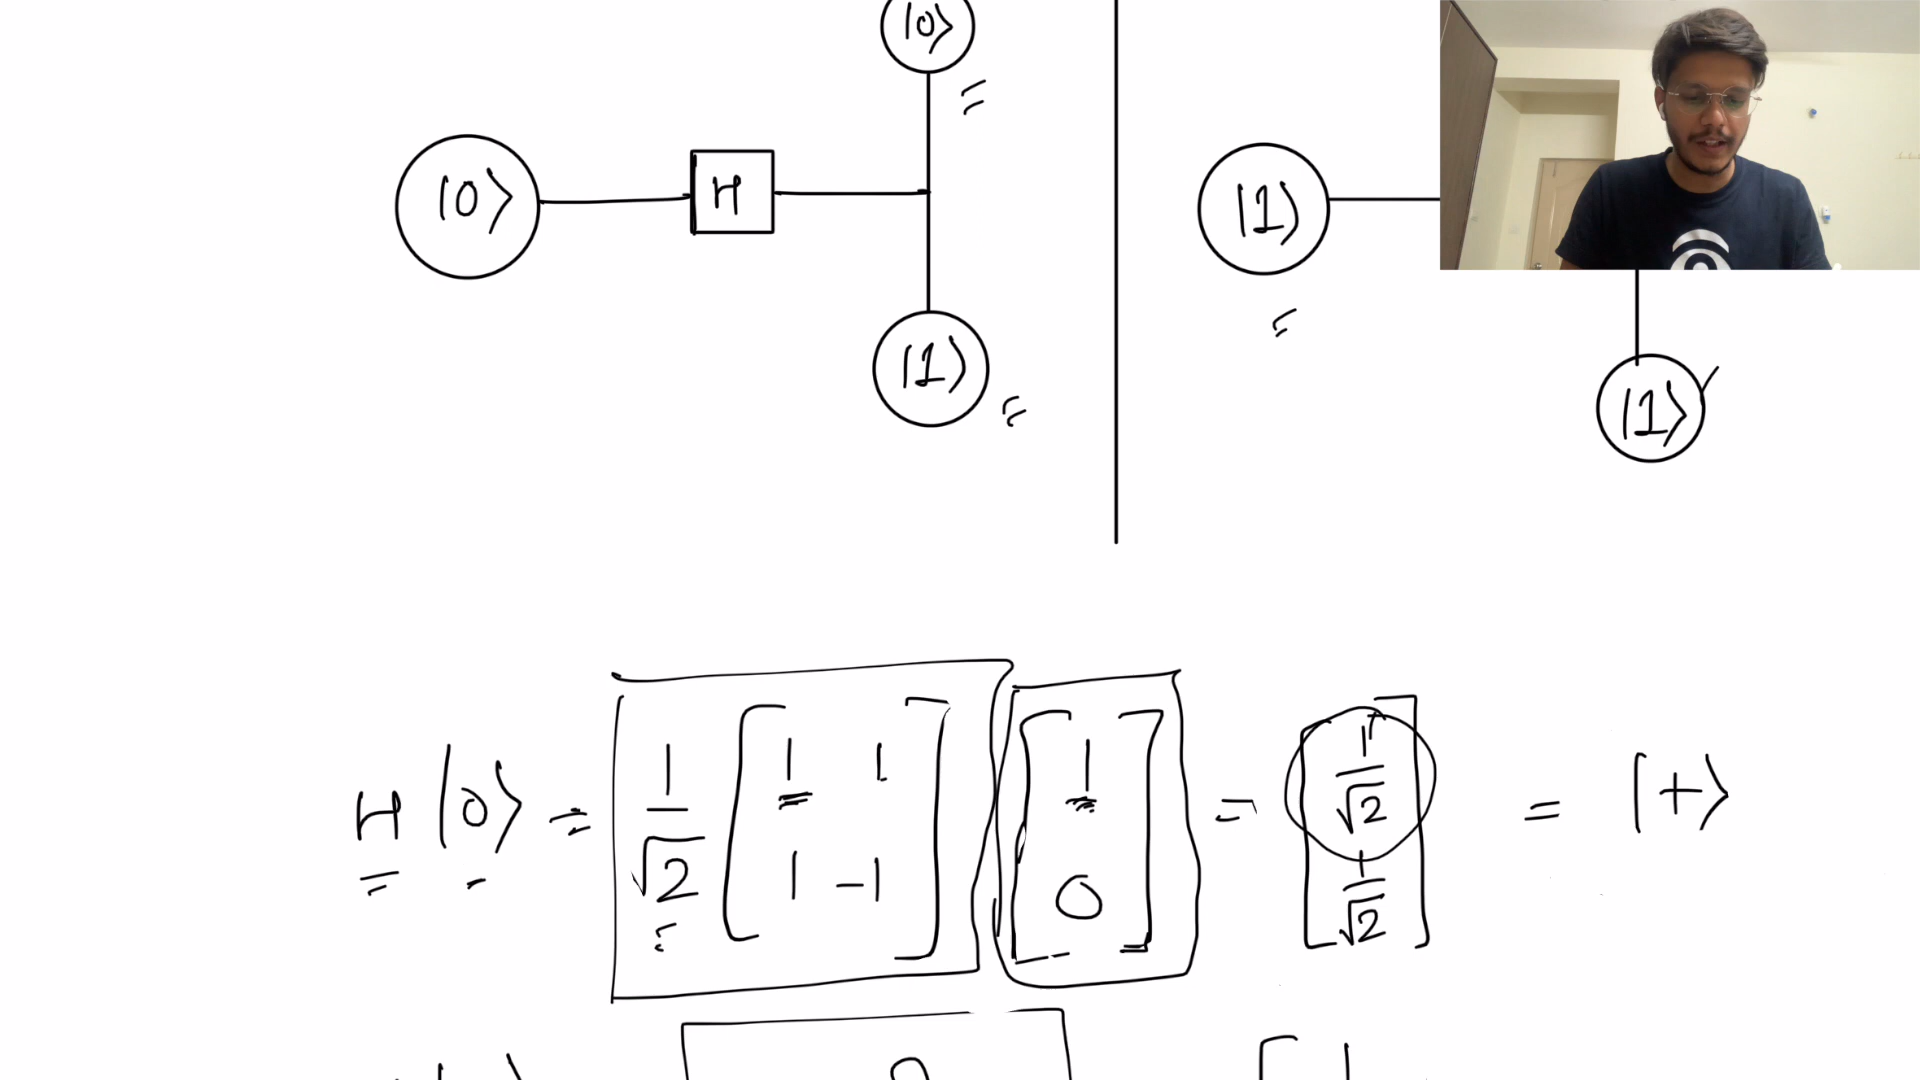 |0⟩
|0⟩ H |1⟩
|1⟩ |1⟩
H |0⟩ = 1/√2 [1 1; 1 -1] [1; 0] = [1/√2; 1/√2] = |+⟩